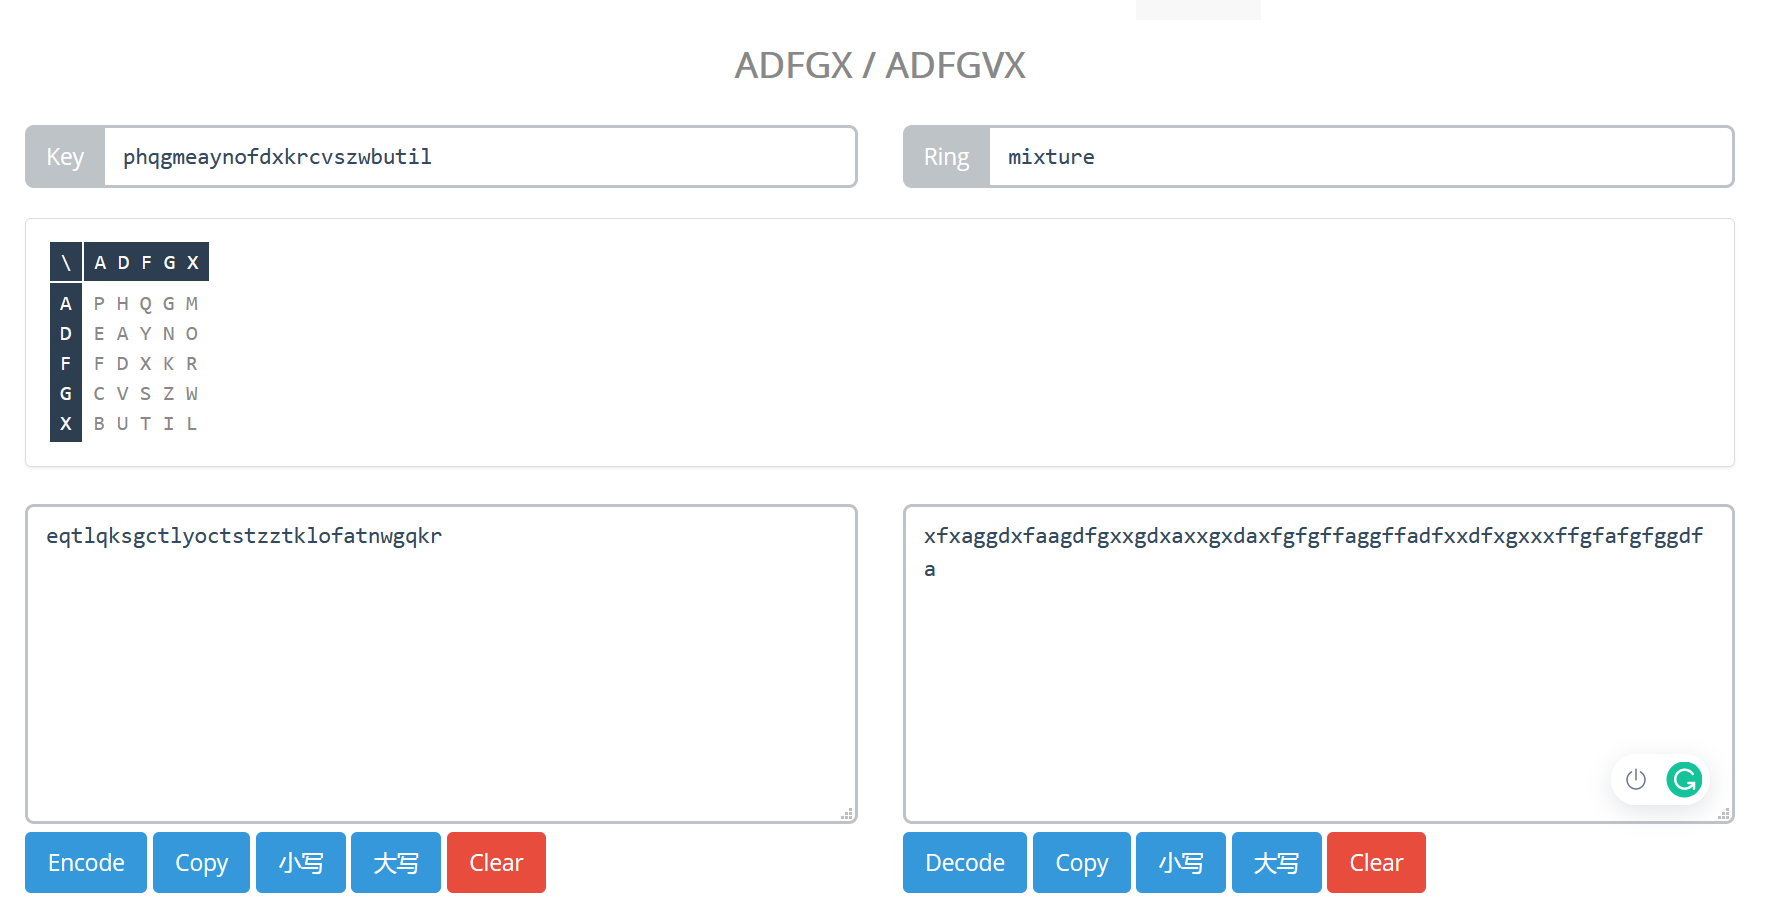 ADFGX / ADFGVX
Key phqgmeaynofdxkrcvszwbutil
Ring mixture
\ A D F G X
A P H Q G M
D E A Y N O
F F D X K R
G C V S Z W
X B U T I L
eqtlqksgctlyoctstzztklofatnwgqkr
xfxaggdxfaagdfgxxgdxaxxgxdaxfgfgffaggffadfxxdfxgxxxffgfafgfggdf
a
Encode Copy 小写 大写 Clear
Decode Copy 小写 大写 Clear